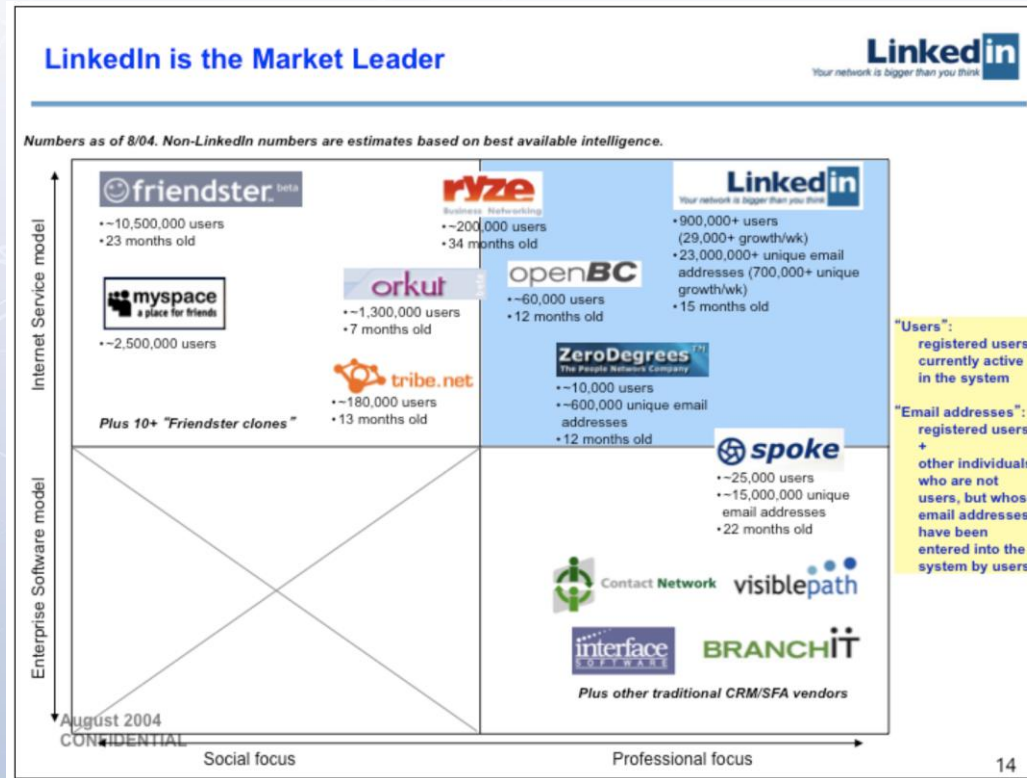 LinkedIn is the Market Leader
Linked in
Your network is bigger than you think
Numbers as of 8/04. Non-LinkedIn numbers are estimates based on best available intelligence.
Internet Service model
Enterprise Software model
friendster beta
•~10,500,000 users
•23 months old
myspace
a place for friends
•~2,500,000 users
Plus 10+ “Friendster clones”
orkut beta
•~1,300,000 users
•7 months old
tribe.net
•~180,000 users
•13 months old
ryze
Business Networking
•~200,000 users
•34 months old
openBC
•~60,000 users
•12 months old
ZeroDegrees™
The People Network Company
•~10,000 users
•~600,000 unique email
addresses
•12 months old
Linked in
Your network is bigger than you think
•900,000+ users
(29,000+ growth/wk)
•23,000,000+ unique email
addresses (700,000+ unique
growth/wk)
•15 months old
spoke
•~25,000 users
•~15,000,000 unique
email addresses
•22 months old
Contact Network
visiblepath
interface
SOFTWARE
BRANCHIT
Plus other traditional CRM/SFA vendors
“Users”:
registered users
currently active
in the system
“Email addresses”:
registered users
+
other individuals
who are not
users, but whos
email addresses
have been
entered into the
system by users
August 2004
CONFIDENTIAL
Social focus
Professional focus
14